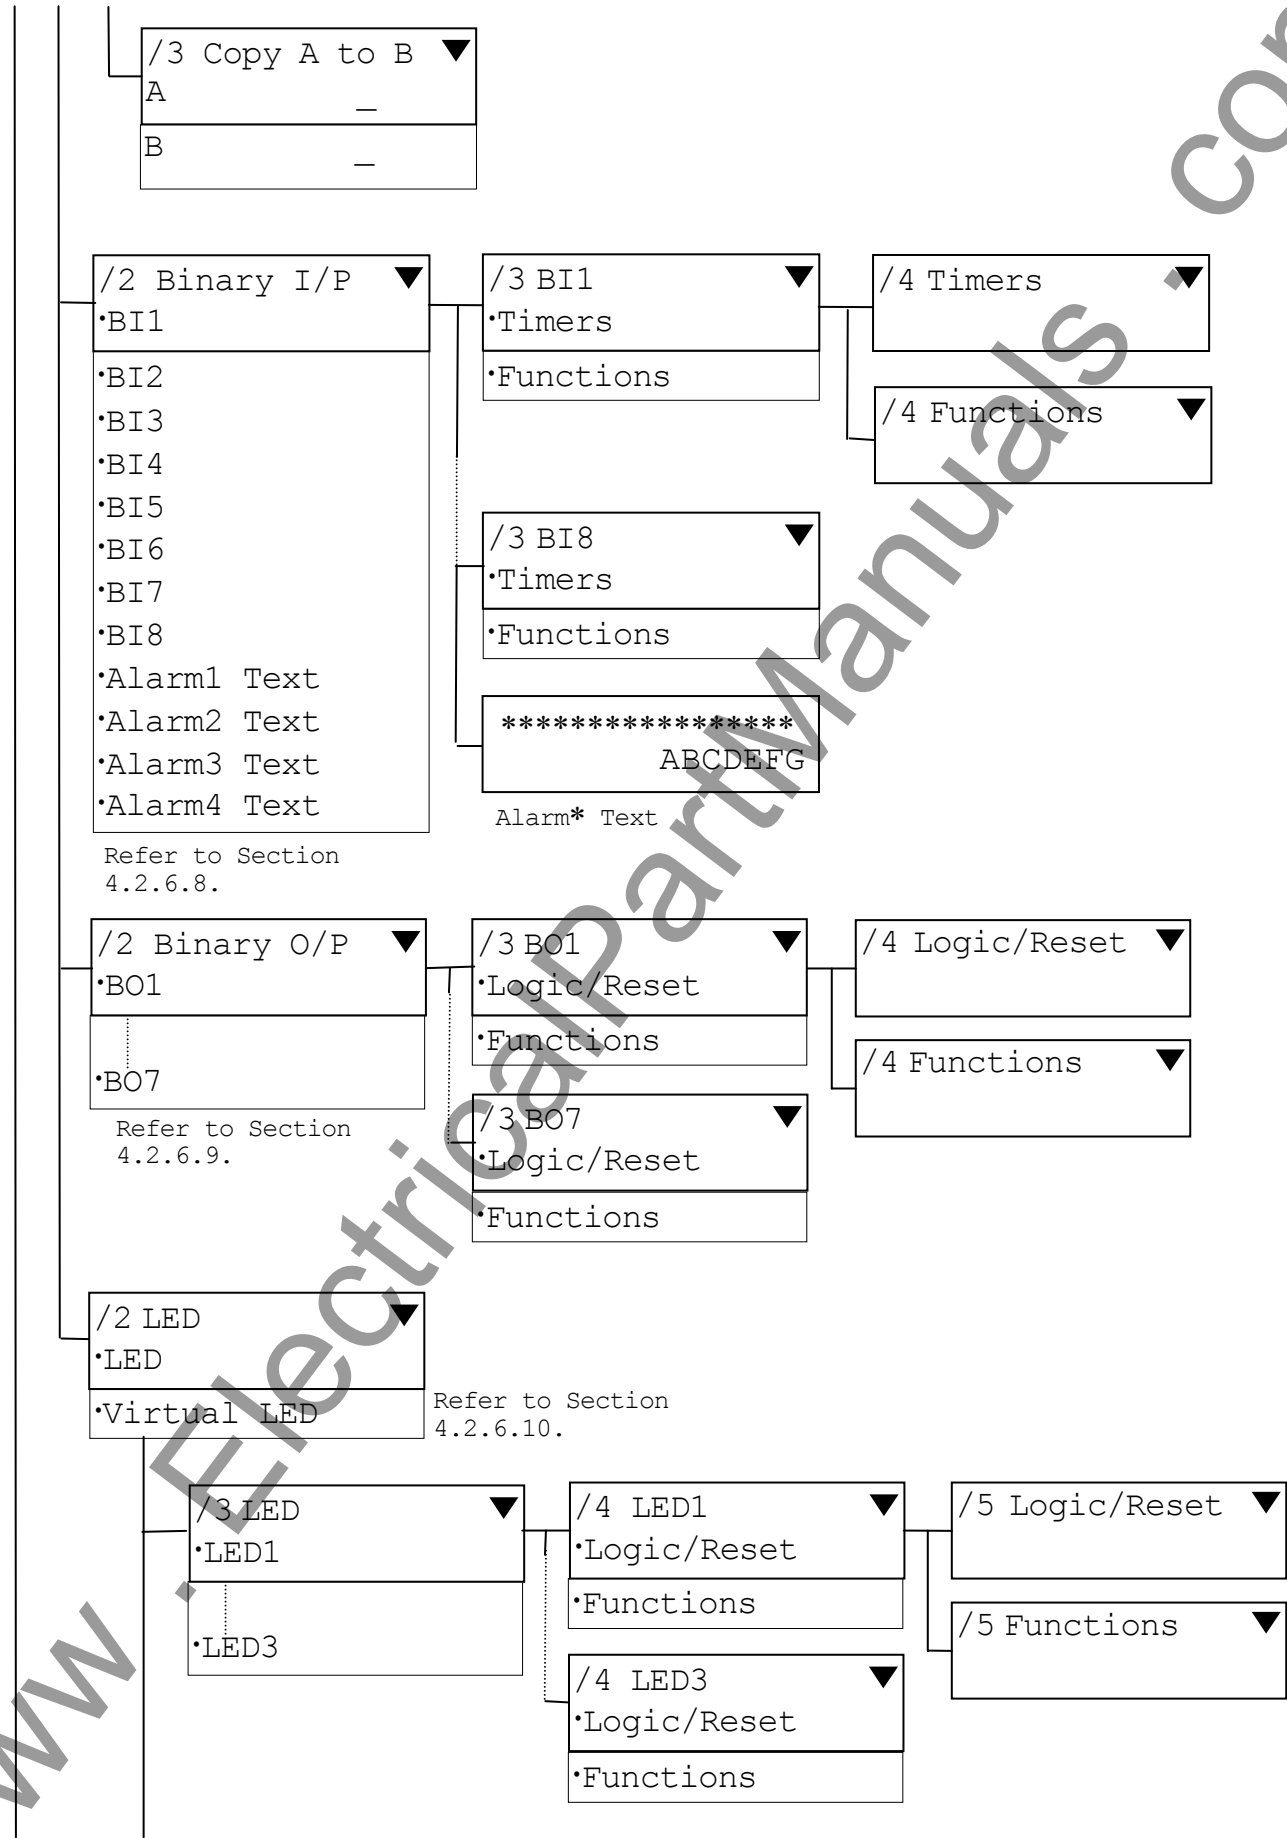 /3 Copy A to B ▼
A _
B _
/2 Binary I/P ▼
·BI1
·BI2
·BI3
·BI4
·BI5
·BI6
·BI7
·BI8
·Alarm1 Text
·Alarm2 Text
·Alarm3 Text
·Alarm4 Text
Refer to Section
4.2.6.8.
/3 BI1 ▼
·Timers
·Functions
/4 Timers ▼
/4 Functions ▼
/3 BI8 ▼
·Timers
·Functions
*****************
ABCDEFG
Alarm* Text
/2 Binary O/P ▼
·BO1
·BO7
Refer to Section
4.2.6.9.
/3 BO1 ▼
·Logic/Reset
·Functions
/4 Logic/Reset ▼
/4 Functions ▼
/3 BO7 ▼
·Logic/Reset
·Functions
/2 LED ▼
·LED
·Virtual LED
Refer to Section
4.2.6.10.
/3 LED ▼
·LED1
·LED3
/4 LED1 ▼
·Logic/Reset
·Functions
/5 Logic/Reset ▼
/5 Functions ▼
/4 LED3 ▼
·Logic/Reset
·Functions
ww . ElectricalPartManuals . com